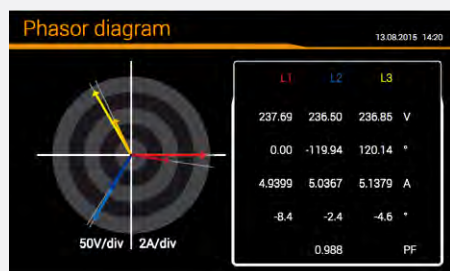 Phasor diagram
13.08.2015 14:20
L1 L2 L3
237.69 236.50 236.85 V
0.00 -119.94 120.14 °
4.9399 5.0367 5.1379 A
-8.4 -2.4 -4.6 °
0.988 PF
50V/div 2A/div